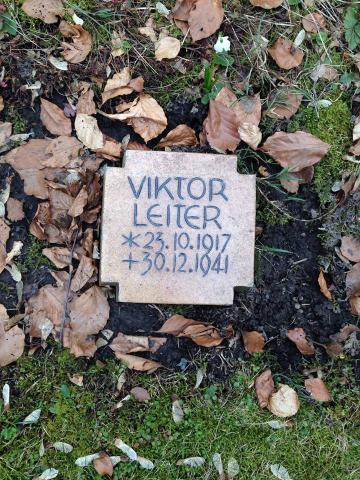 VIKTOR
LEITER
*23.10.1917
+30.12.1941